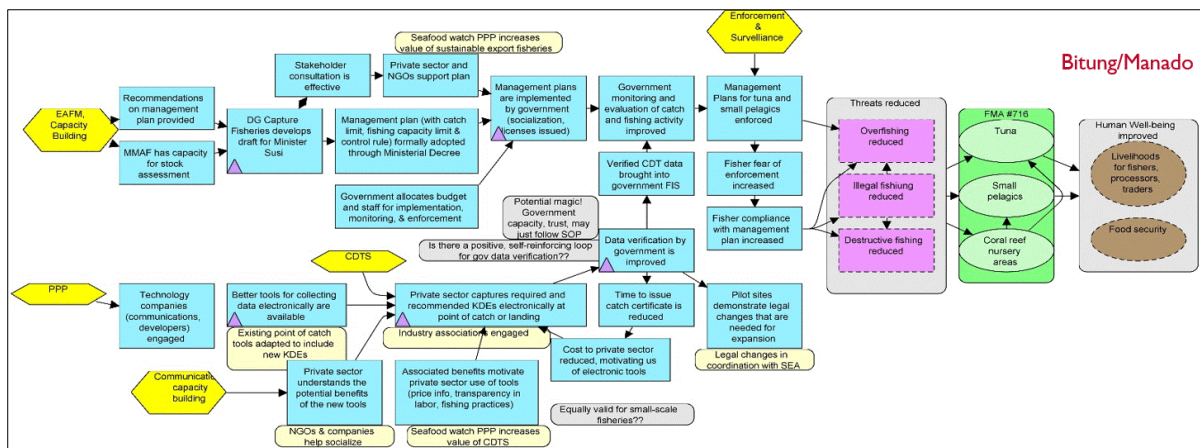 Seafood watch PPP increases
value of sustainable export fisheries
Enforcement
&
Survelliance
Bitung/Manado
Stakeholder
consultation is
effective
Private sector and
NGOs support plan
EAFM,
Capacity
Building
Recommendations
on management
plan provided
MMAF has capacity
for stock
assessment
DG Capture
Fisheries develops
draft for Minister
Susi
Management plan (with catch
limit, fishing capacity limit &
control rule) formally adopted
through Ministerial Decree
Management plans
are implemented
by government
(socialization,
licenses issued)
Government
monitoring and
evaluation of catch
and fishing activity
improved
Management
Plans for tuna and
small pelagics
enforced
Threats reduced
Overfishing
reduced
Illegal fishiung
reduced
Destructive fishing
reduced
FMA #716
Tuna
Small
pelagics
Coral reef
nursery
areas
Human Well-being
improved
Livelihoods
for fishers,
processors,
traders
Food security
Government allocates budget
and staff for implementation,
monitoring, & enforcement
Verified CDT data
brought into
government FIS
Fisher fear of
enforcement
increased
Fisher compliance
with management
plan increased
Potential magic!
Government
capacity, trust, may
just follow SOP
Is there a positive, self-reinforcing loop
for gov data verification??
Data verification by
government is
improved
CDTS
PPP
Technology
companies
(communications,
developers)
engaged
Better tools for collecting
data electronically are
available
Existing point of catch
tools adapted to include
new KDEs
Private sector captures required and
recommended KDEs electronically at
point of catch or landing
Industry associations engaged
Time to issue
catch certificate is
reduced
Pilot sites
demonstrate legal
changes that are
needed for
expansion
Legal changes in
coordination with SEA
Cost to private sector
reduced, motivating us
of electronic tools
Communicatic
capacity
building
Private sector
understands the
potential benefits
of the new tools
NGOs & companies
help socialize
Associated benefits motivate
private sector use of tools
(price info, transparency in
labor, fishing practices)
Seafood watch PPP increases
value of CDTS
Equally valid for small-scale
fisheries??